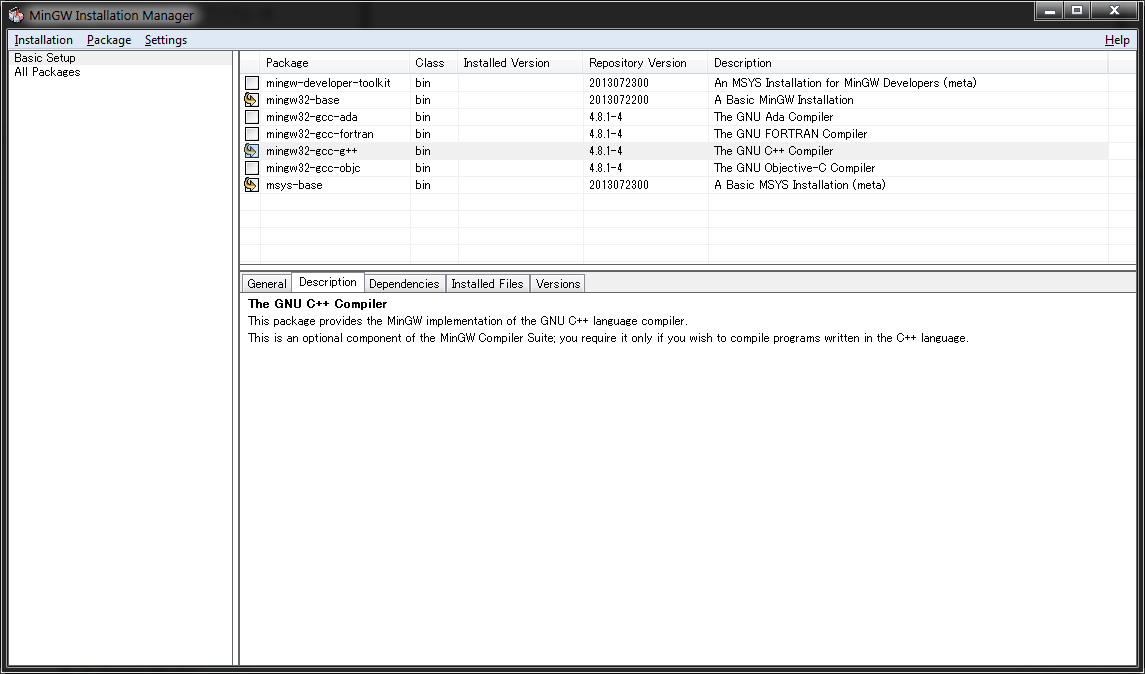 MinGW Installation Manager
Installation Package Settings Help
Basic Setup
All Packages
Package Class Installed Version Repository Version Description
mingw-developer-toolkit bin 2013072300 An MSYS Installation for MinGW Developers (meta)
mingw32-base bin 2013072200 A Basic MinGW Installation
mingw32-gcc-ada bin 4.8.1-4 The GNU Ada Compiler
mingw32-gcc-fortran bin 4.8.1-4 The GNU FORTRAN Compiler
mingw32-gcc-g++ bin 4.8.1-4 The GNU C++ Compiler
mingw32-gcc-objc bin 4.8.1-4 The GNU Objective-C Compiler
msys-base bin 2013072300 A Basic MSYS Installation (meta)
General Description Dependencies Installed Files Versions
The GNU C++ Compiler
This package provides the MinGW implementation of the GNU C++ language compiler.
This is an optional component of the MinGW Compiler Suite; you require it only if you wish to compile programs written in the C++ language.